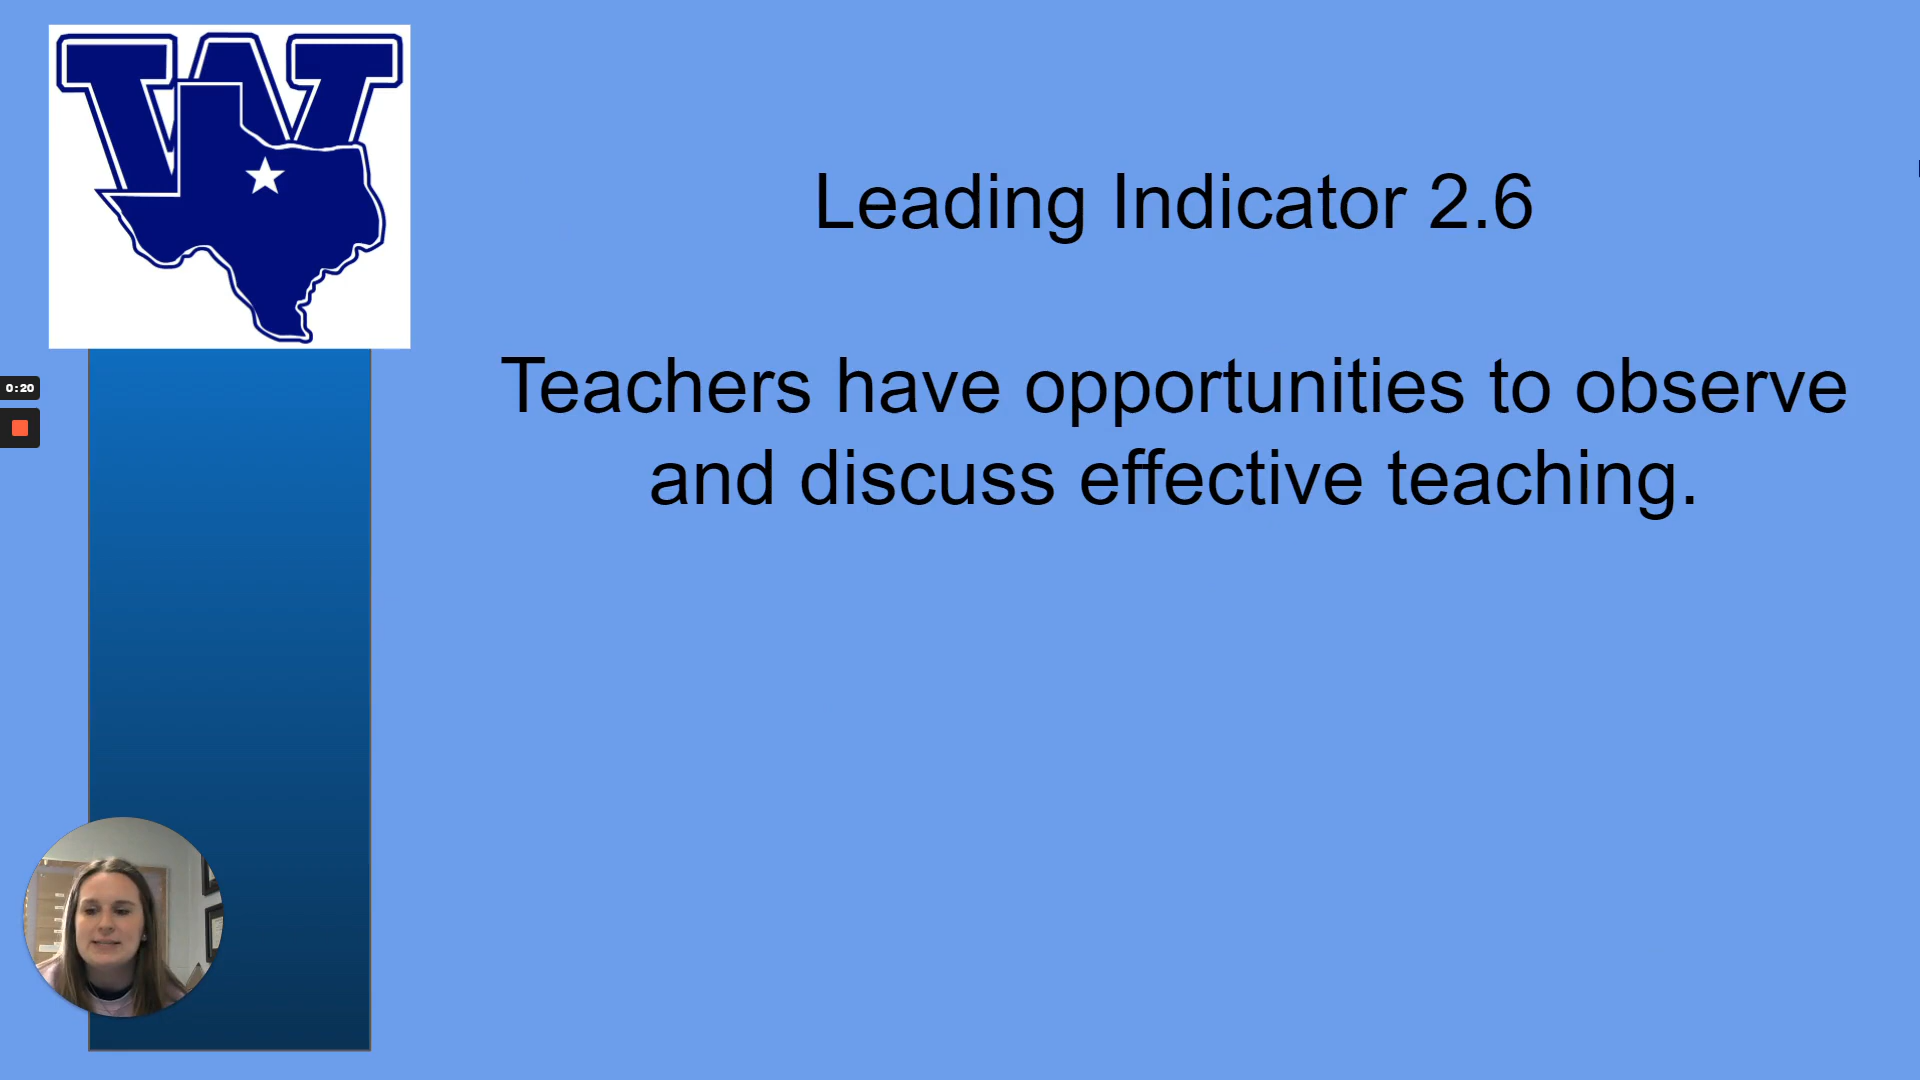 W
Leading Indicator 2.6
Teachers have opportunities to observe
and discuss effective teaching.
0:20